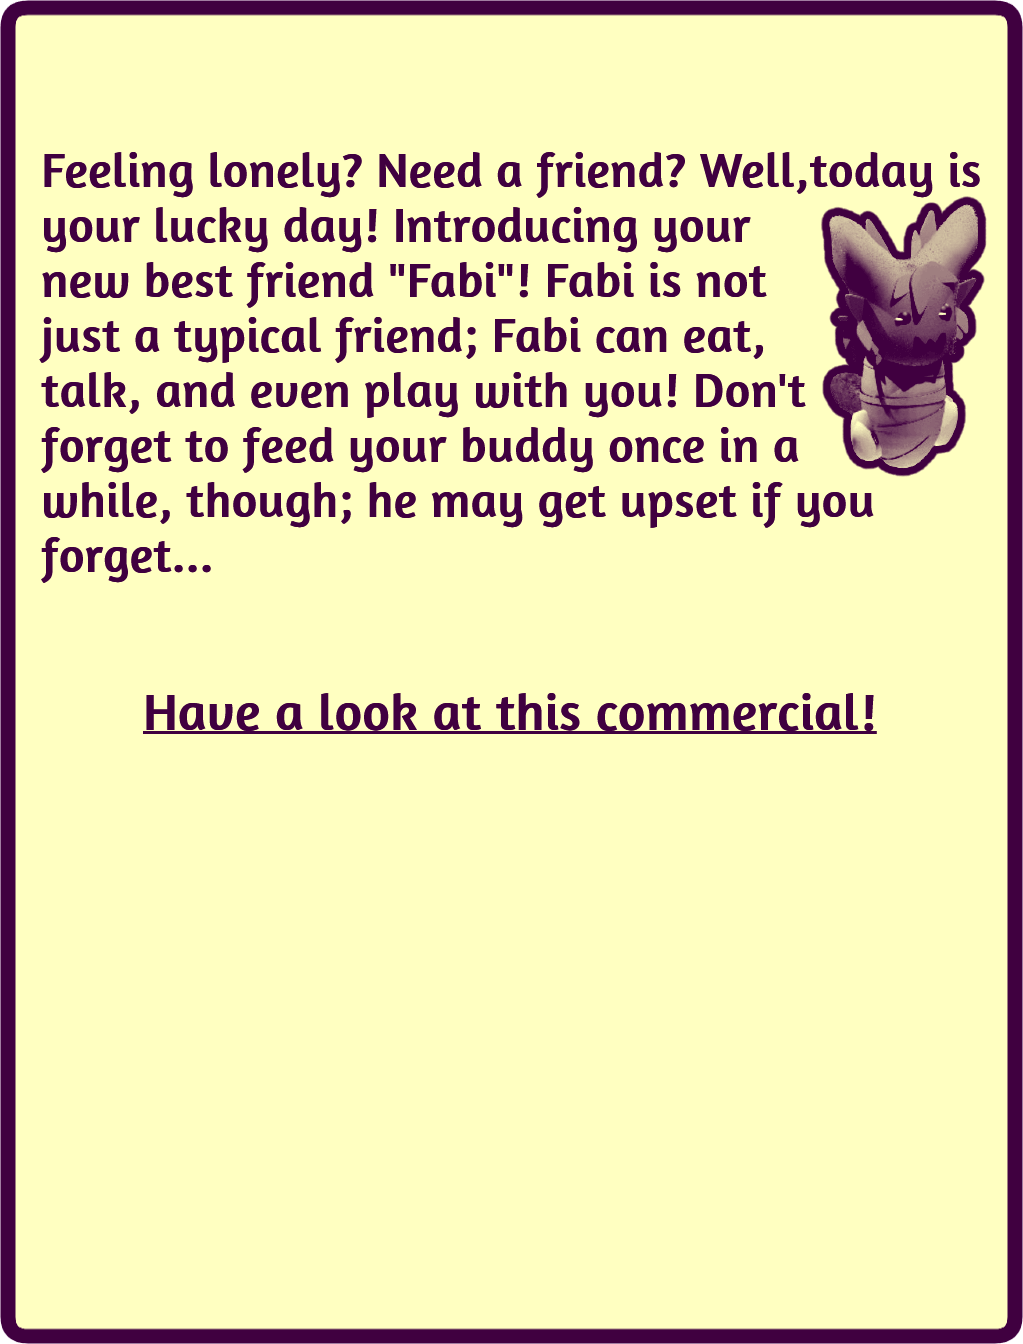 Feeling lonely? Need a friend? Well,today is
your lucky day! Introducing your
new best friend "Fabi"! Fabi is not
just a typical friend; Fabi can eat,
talk, and even play with you! Don't
forget to feed your buddy once in a
while, though; he may get upset if you
forget...
Have a look at this commercial!